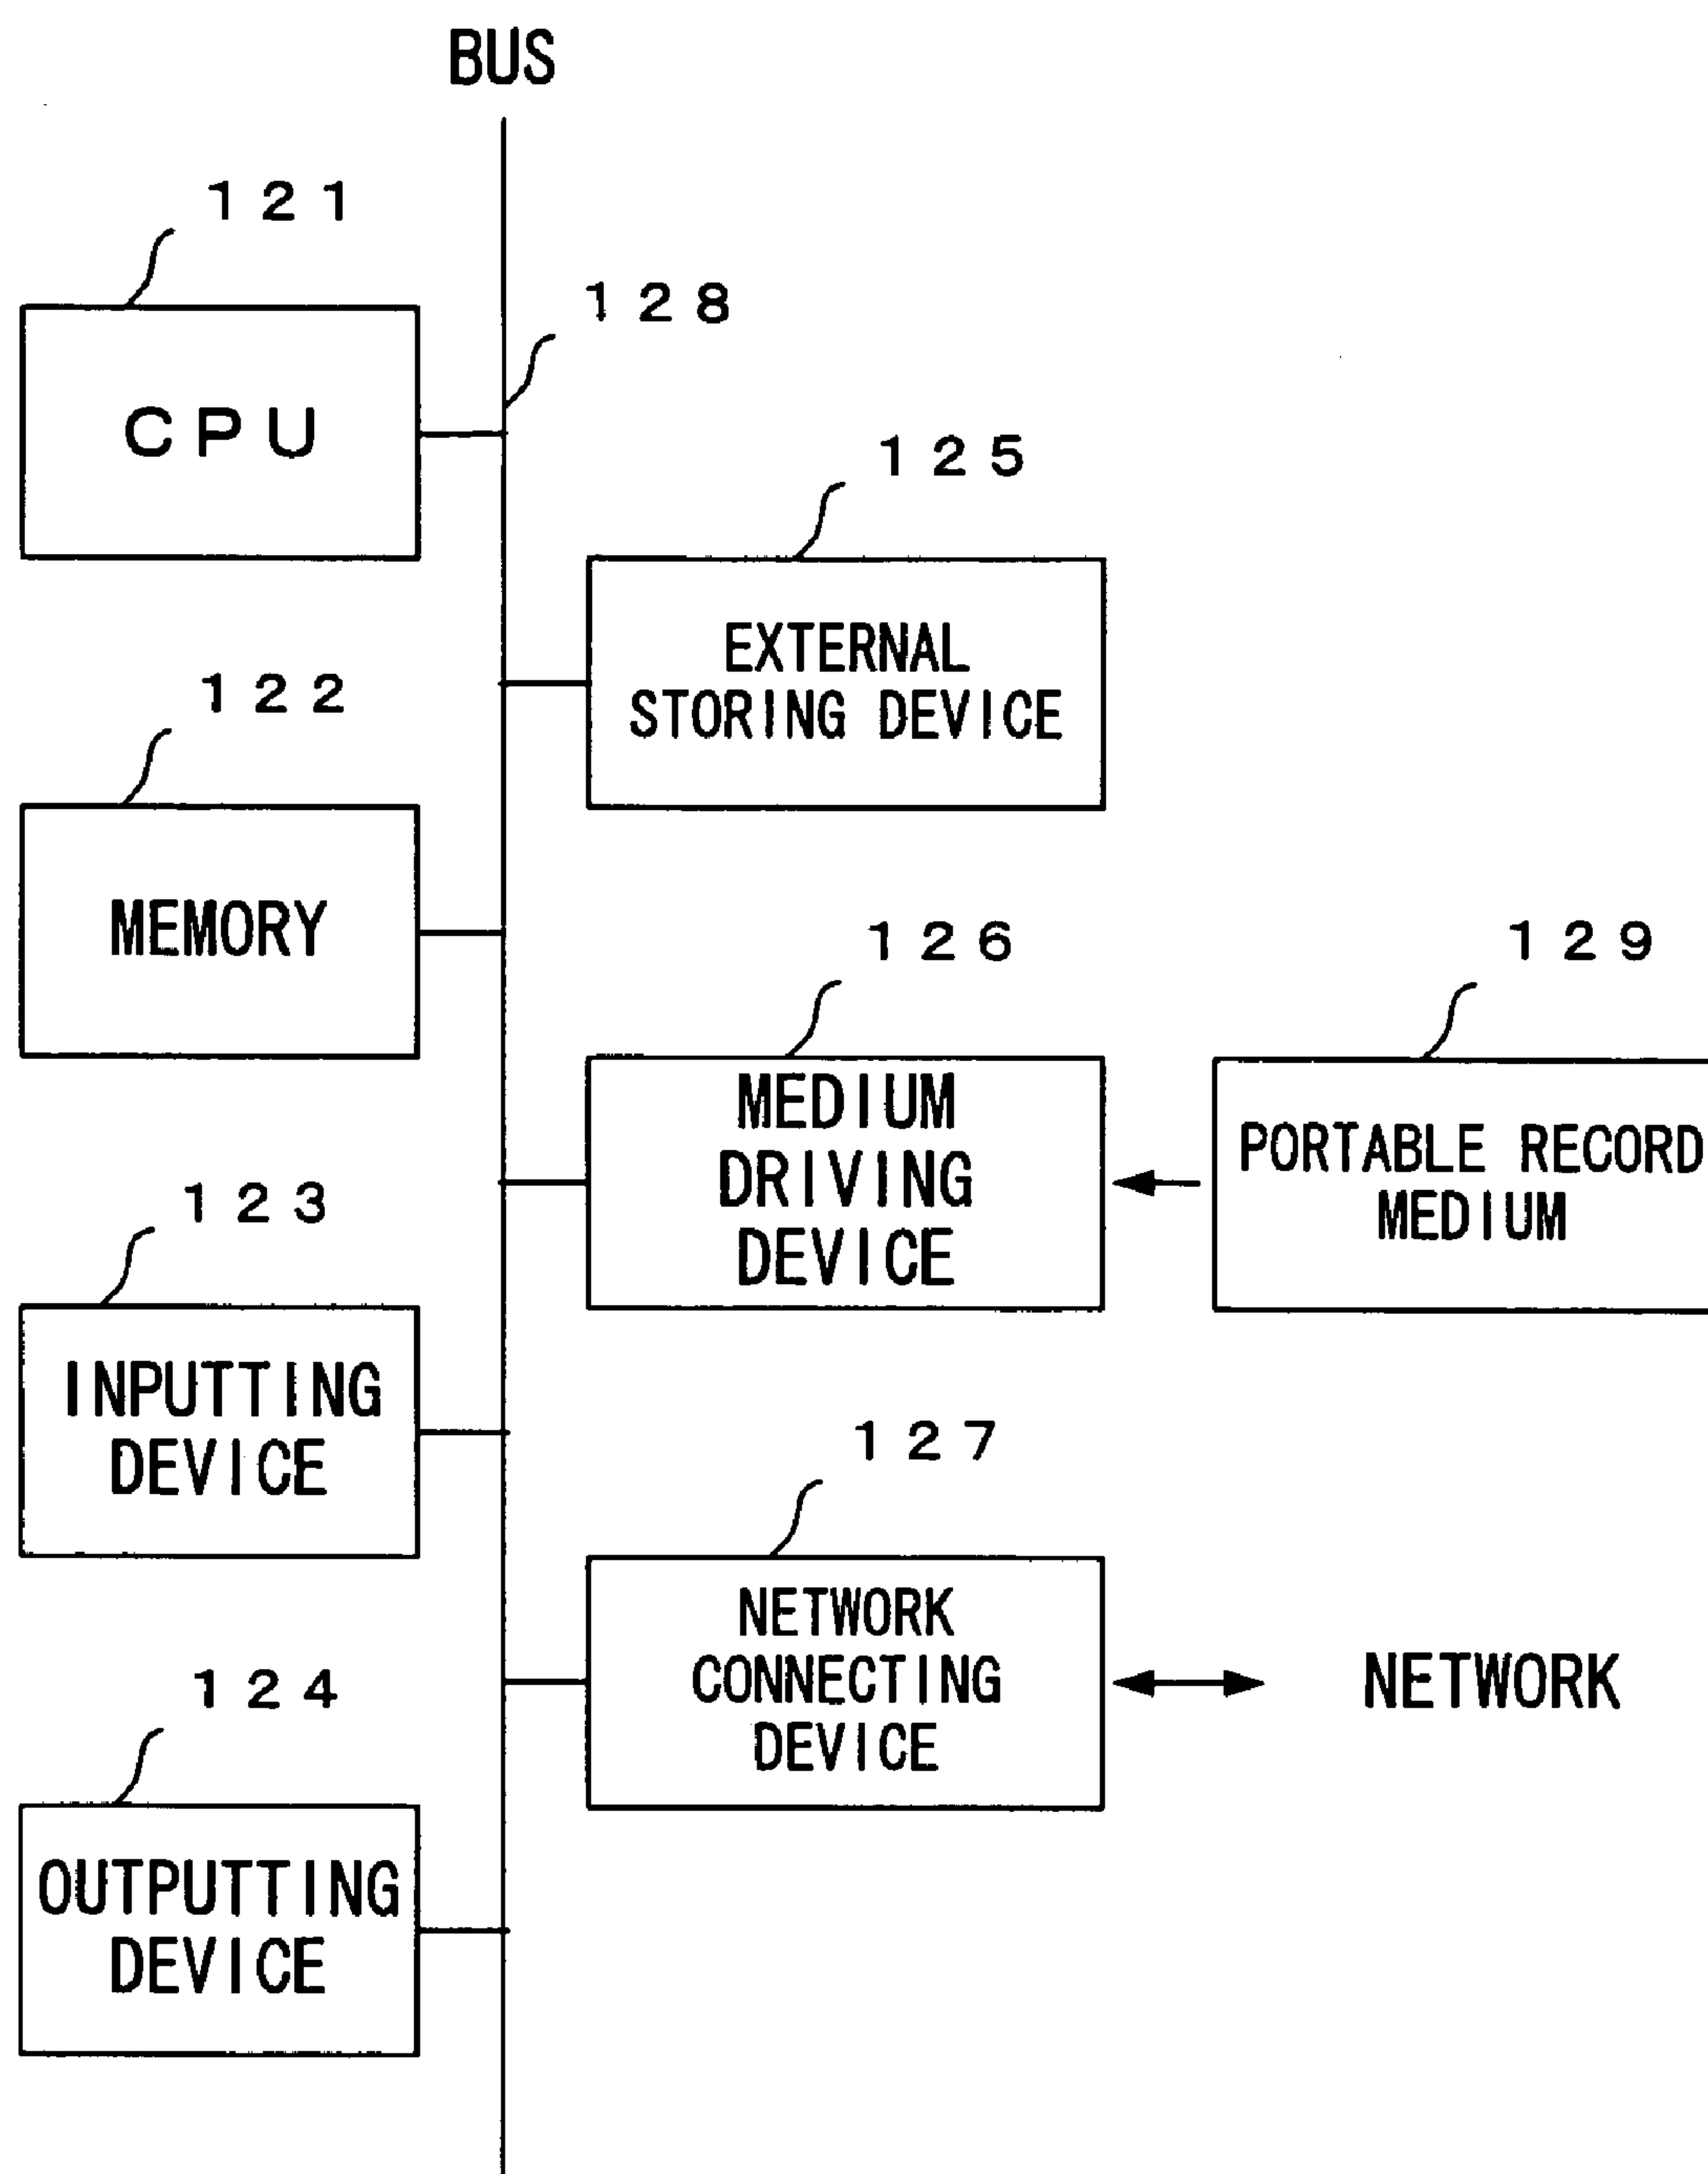 BUS
121
128
CPU
125
EXTERNAL
STORING DEVICE
122
MEMORY
126
129
MEDIUM
DRIVING
DEVICE
PORTABLE RECORD
MEDIUM
123
INPUTTING
DEVICE
127
NETWORK
CONNECTING
DEVICE
NETWORK
124
OUTPUTTING
DEVICE